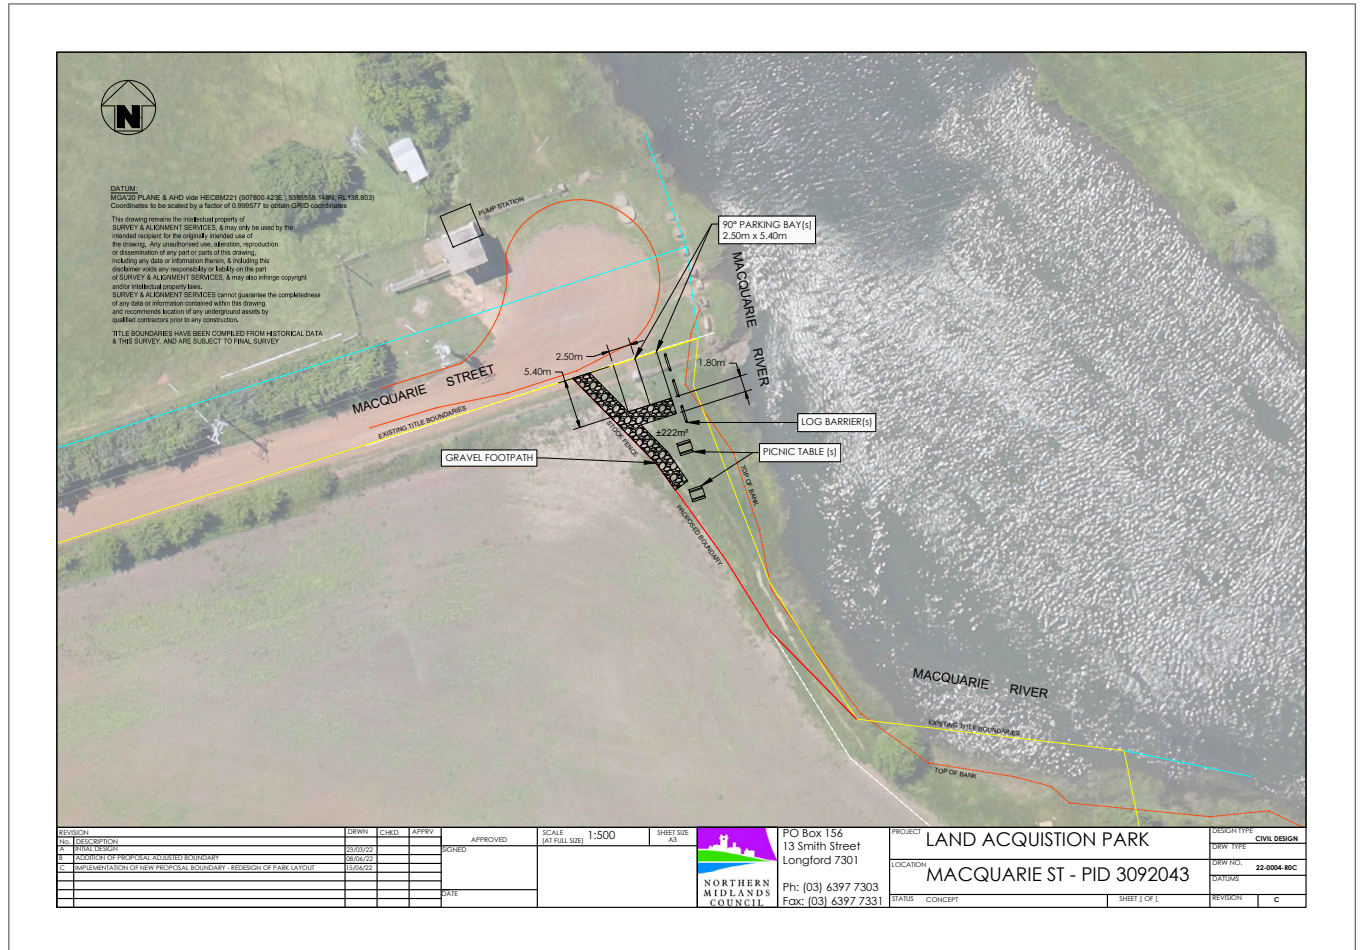 N
DATUM:
MGA'20 PLANE & AHD vide HECBM221 (507800.423E , 5385558.148N, RL138.803)
Coordinates to be scaled by a factor of 0.999577 to obtain GRID coordinates
This drawing remains the intellectual property of
SURVEY & ALIGNMENT SERVICES, & may only be used by the
intended recipient for the originally intended use of
the drawing. Any unauthorised use, alteration, reproduction
or dissemination of any part or parts of this drawing,
including any data or information therein, & including this
disclaimer voids any responsibility or liability on the part
of SURVEY & ALIGNMENT SERVICES, & may also infringe copyright
and/or intellectual property laws.
SURVEY & ALIGNMENT SERVICES cannot guarantee the completedness
of any data or information contained within this drawing,
and recommends location of any underground assets by
qualified contractors prior to any construction.
TITLE BOUNDARIES HAVE BEEN COMPILED FROM HISTORICAL DATA
& THIS SURVEY, AND ARE SUBJECT TO FINAL SURVEY
PUMP STATION
90° PARKING BAY(s)
2.50m x 5.40m
MACQUARIE RIVER
2.50m
5.40m
1.80m
MACQUARIE STREET
EXISTING TITLE BOUNDARIES
LOG BARRIER(s)
±222m²
STOCK FENCE
GRAVEL FOOTPATH
PICNIC TABLE (s)
TOP OF BANK
PROPOSED BOUNDARY
MACQUARIE RIVER
EXISTING TITLE BOUNDARIES
TOP OF BANK
REVISION
No. DESCRIPTION DRWN CHKD APPRV
A INITIAL DESIGN 23/03/22
B ADDITION OF PROPOSAL ADJUSTED BOUNDARY 08/06/22
C IMPLEMENTATION OF NEW PROPOSAL BOUNDARY - REDESIGN OF PARK LAYOUT 15/06/22
APPROVED
SIGNED
DATE
SCALE 1:500
(AT FULL SIZE)
SHEET SIZE
A3
NORTHERN
MIDLANDS
COUNCIL
PO Box 156
13 Smith Street
Longford 7301
Ph: (03) 6397 7303
Fax: (03) 6397 7331
PROJECT LAND ACQUISTION PARK
LOCATION MACQUARIE ST - PID 3092043
STATUS CONCEPT SHEET 1 OF 1
DESIGN TYPE
CIVIL DESIGN
DRW TYPE
DRW NO.
22-0004-R0C
DATUMS
REVISION C